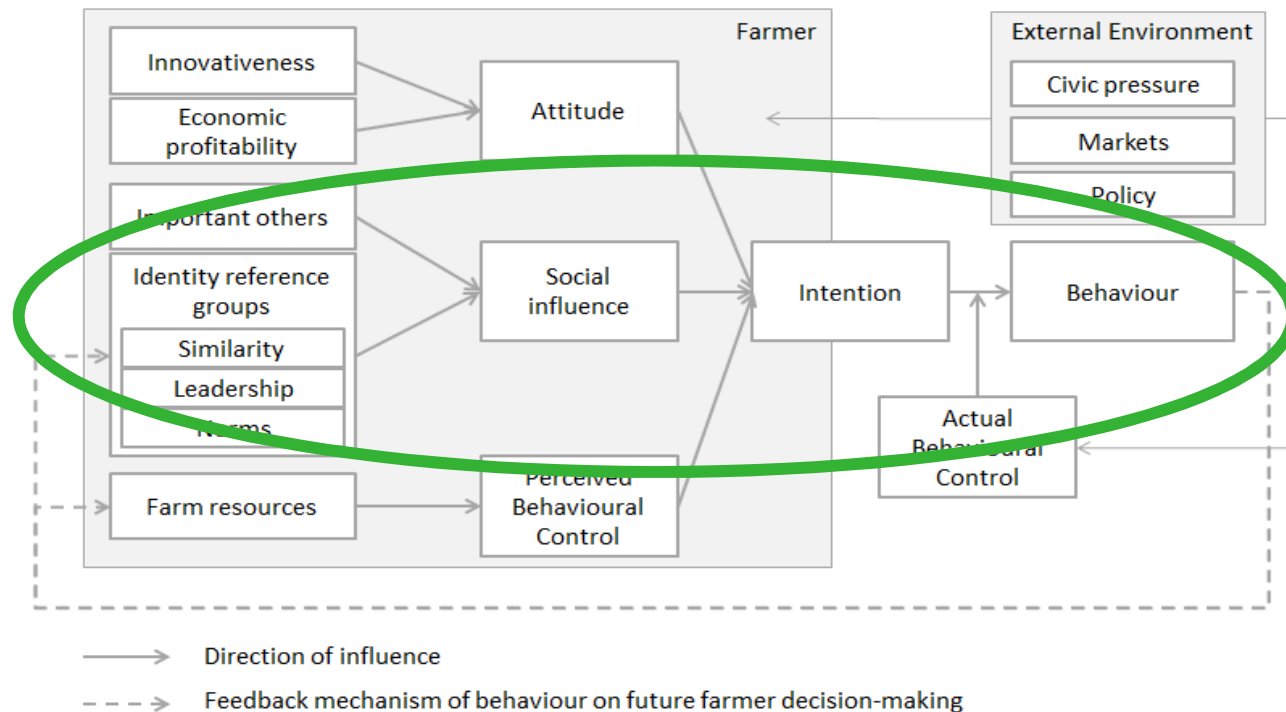 Farmer
External Environment
Innovativeness
Economic
profitability
Attitude
Civic pressure
Markets
Policy
Important others
Identity reference
groups
Similarity
Leadership
Norms
Social
influence
Intention
Behaviour
Actual
Behavioural
Control
Farm resources
Perceived
Behavioural
Control
Direction of influence
Feedback mechanism of behaviour on future farmer decision-making